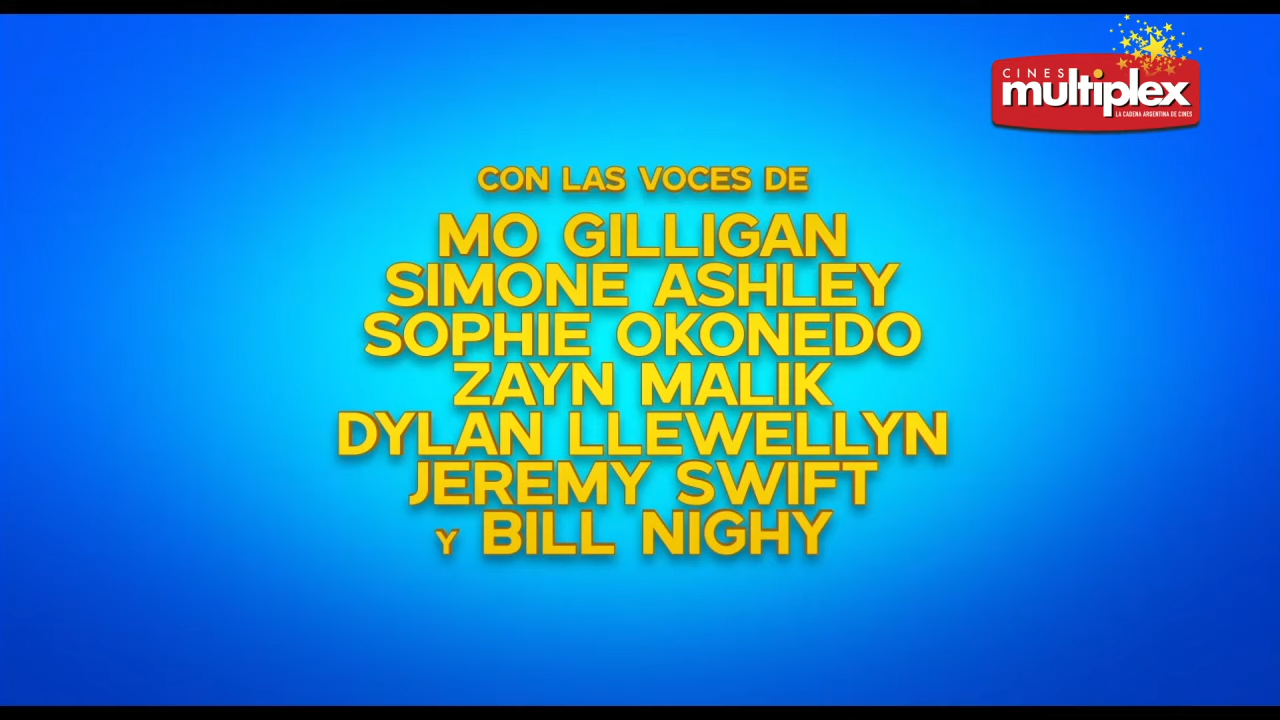 CINES
multiplex
LA CADENA ARGENTINA DE CINES
CON LAS VOCES DE
MO GILLIGAN
SIMONE ASHLEY
SOPHIE OKONEDO
ZAYN MALIK
DYLAN LLEWELLYN
JEREMY SWIFT
Y BILL NIGHY